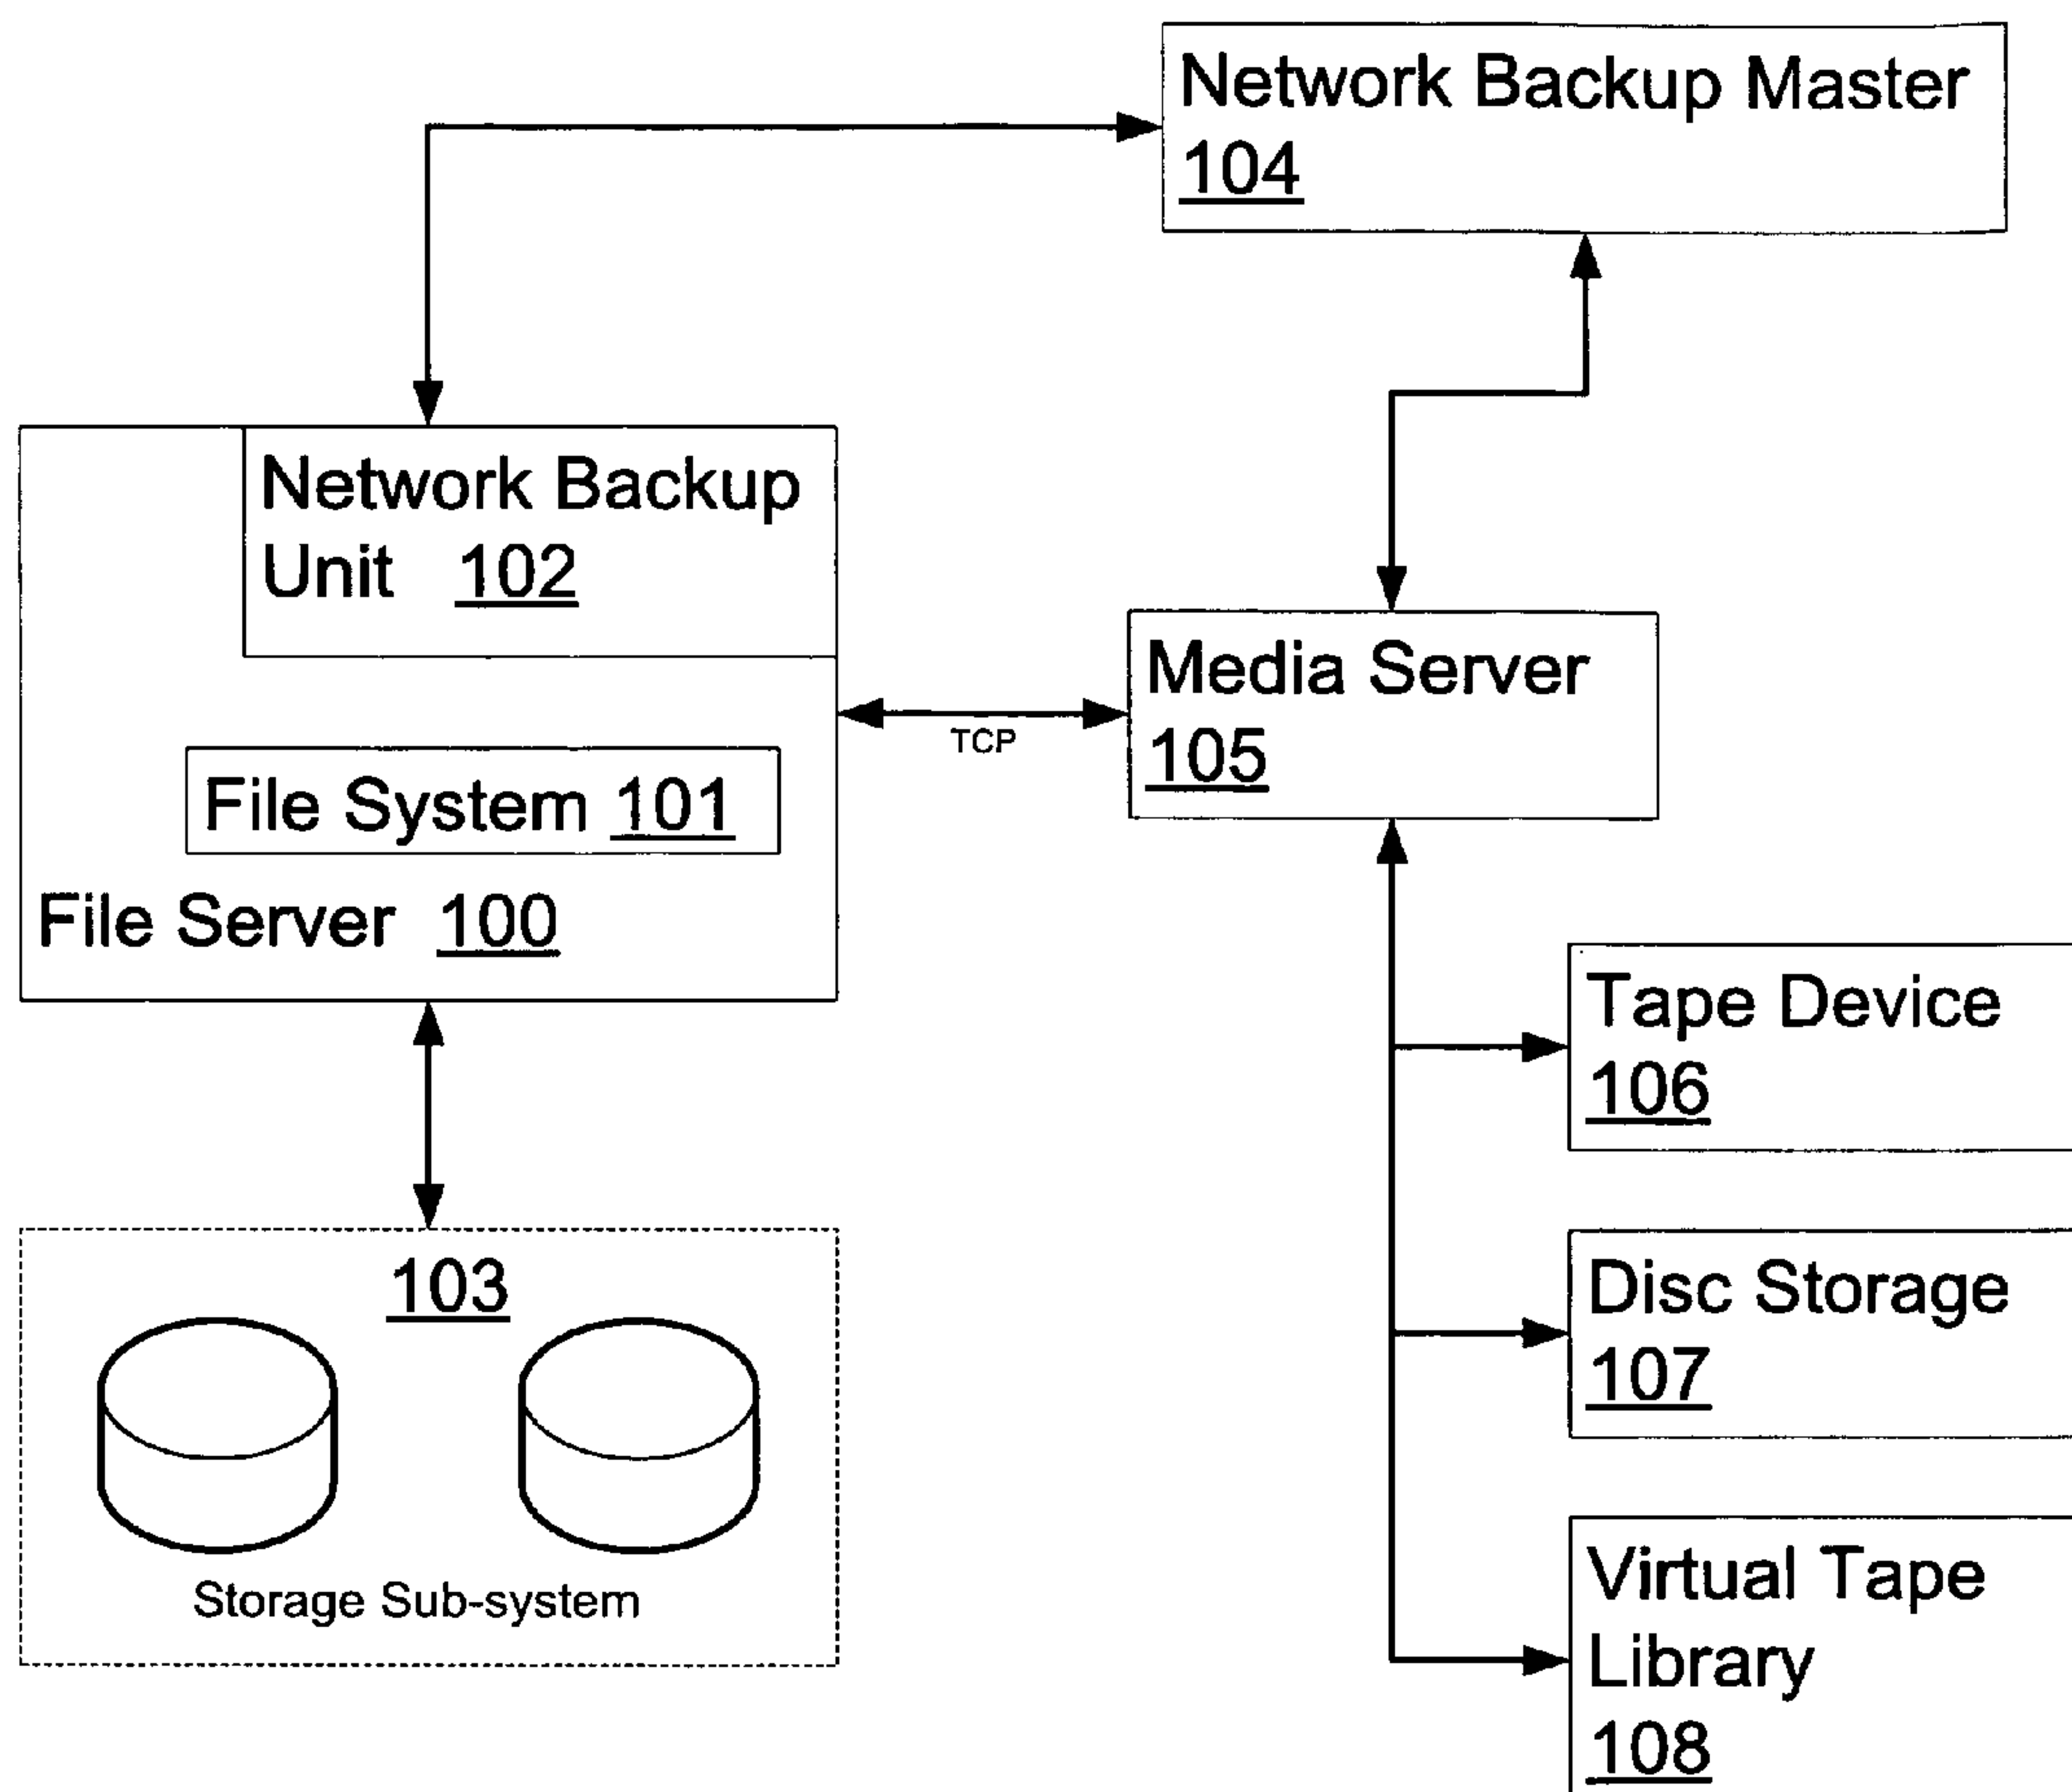 Network Backup Master
104
Network Backup
Unit 102
Media Server
105
TCP
File System 101
File Server 100
Tape Device
106
103
Disc Storage
107
Storage Sub-system
Virtual Tape
Library
108